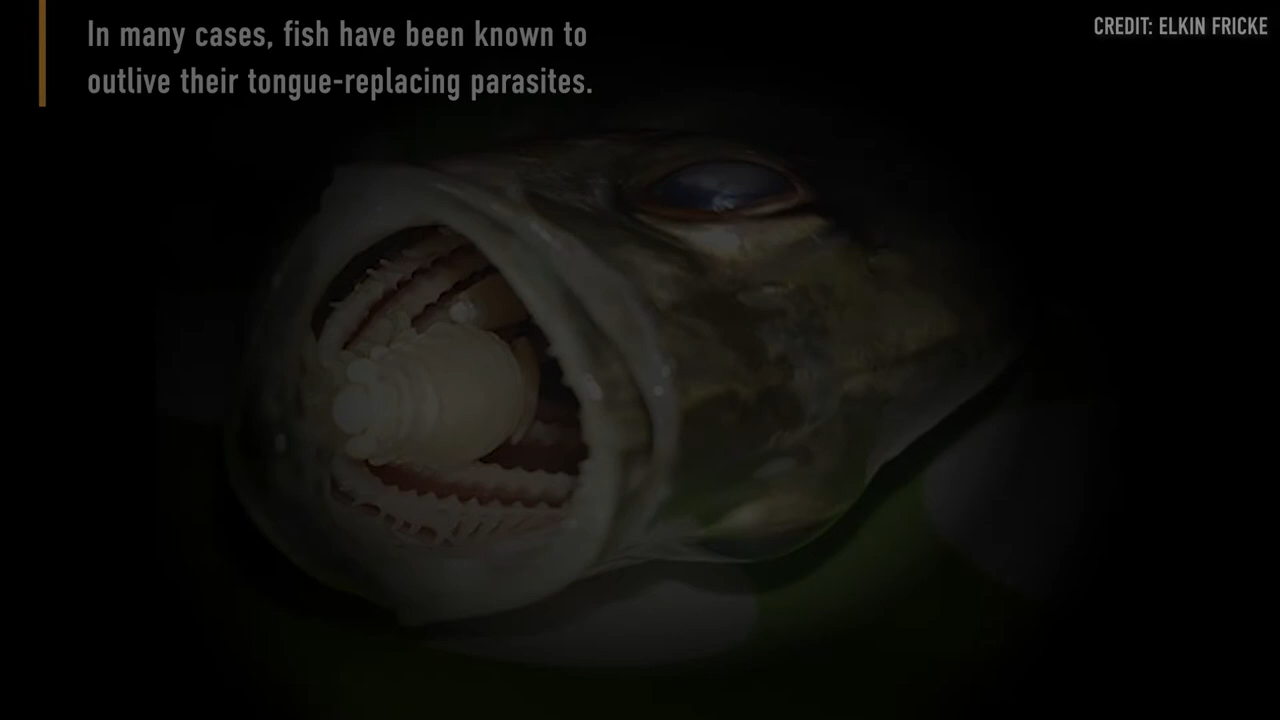 In many cases, fish have been known to
outlive their tongue-replacing parasites.
CREDIT: ELKIN FRICKE